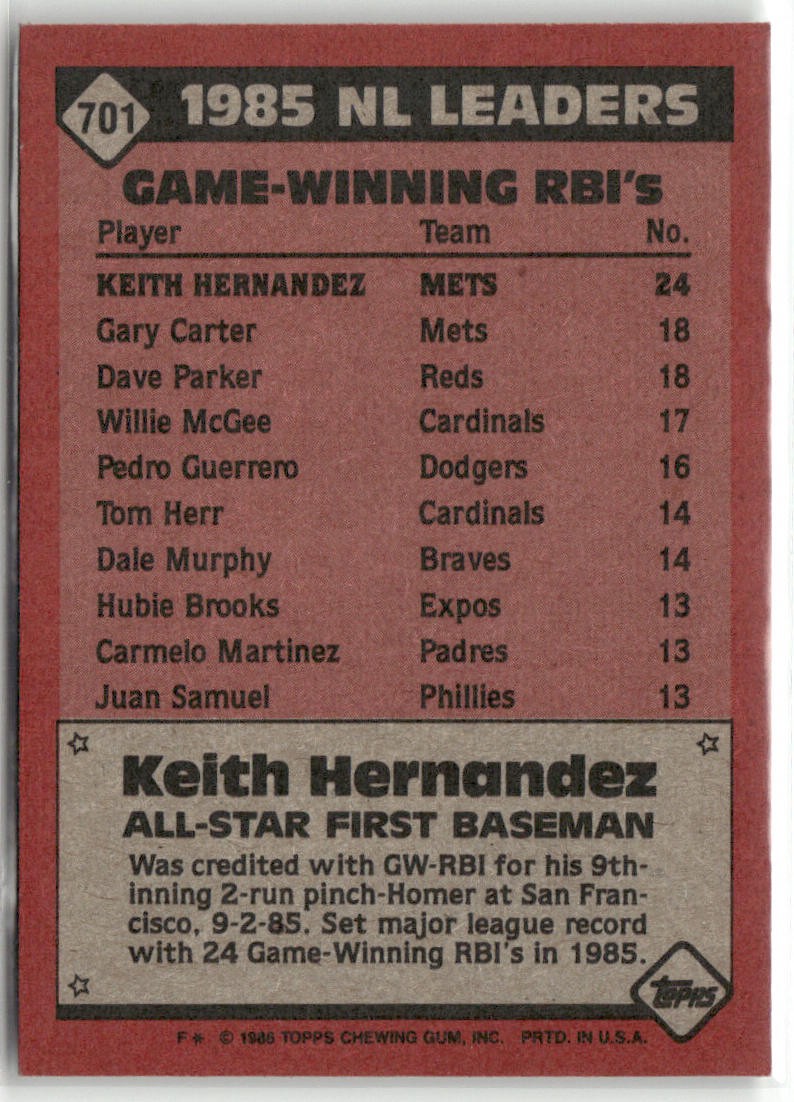 701 1985 NL LEADERS
GAME-WINNING RBI's
Player Team No.
KEITH HERNANDEZ METS 24
Gary Carter Mets 18
Dave Parker Reds 18
Willie McGee Cardinals 17
Pedro Guerrero Dodgers 16
Tom Herr Cardinals 14
Dale Murphy Braves 14
Hubie Brooks Expos 13
Carmelo Martinez Padres 13
Juan Samuel Phillies 13
Keith Hernandez
ALL-STAR FIRST BASEMAN
Was credited with GW-RBI for his 9th-
inning 2-run pinch-Homer at San Fran-
cisco, 9-2-85. Set major league record
with 24 Game-Winning RBI's in 1985.
TOPPS
F* © 1986 TOPPS CHEWING GUM, INC. PRTD. IN U.S.A.